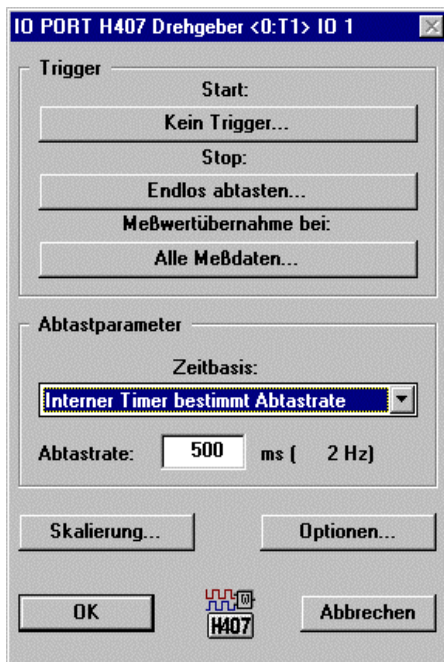 IO PORT H407 Drehgeber <0:T1> IO 1
Trigger
Start:
Kein Trigger...
Stop:
Endlos abtasten...
Meßwertübernahme bei:
Alle Meßdaten...
Abtastparameter
Zeitbasis:
Interner Timer bestimmt Abtastrate
Abtastrate: 500 ms ( 2 Hz)
Skalierung... Optionen...
OK H407 Abbrechen